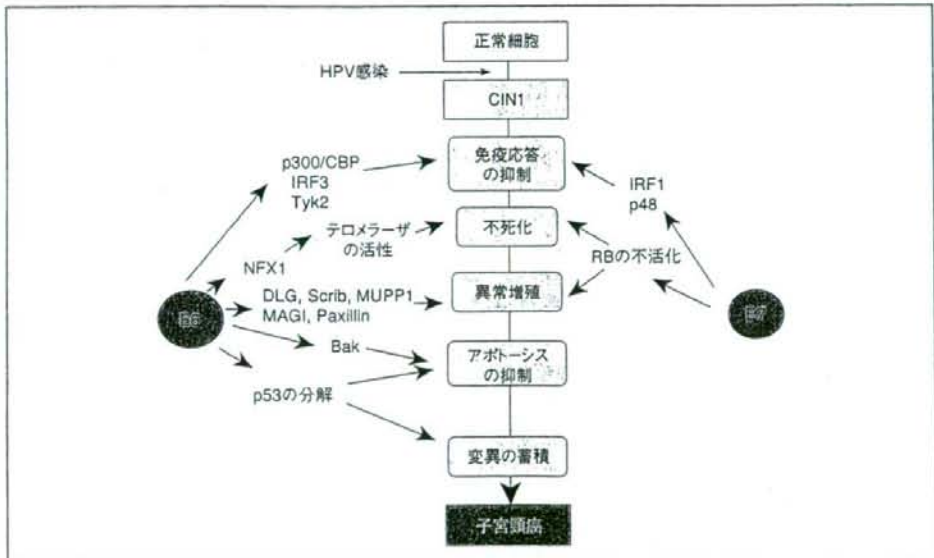 正常細胞
HPV感染
CIN1
免疫応答
の抑制
p300/CBP
IRF3
Tyk2
IRF1
p48
不死化
テロメラーザ
の活性
NFX1
RBの不活化
異常増殖
DLG, Scrib, MUPP1
MAGI, Paxillin
E6
E7
Bak
アポトーシス
の抑制
p53の分解
変異の蓄積
子宮頸癌